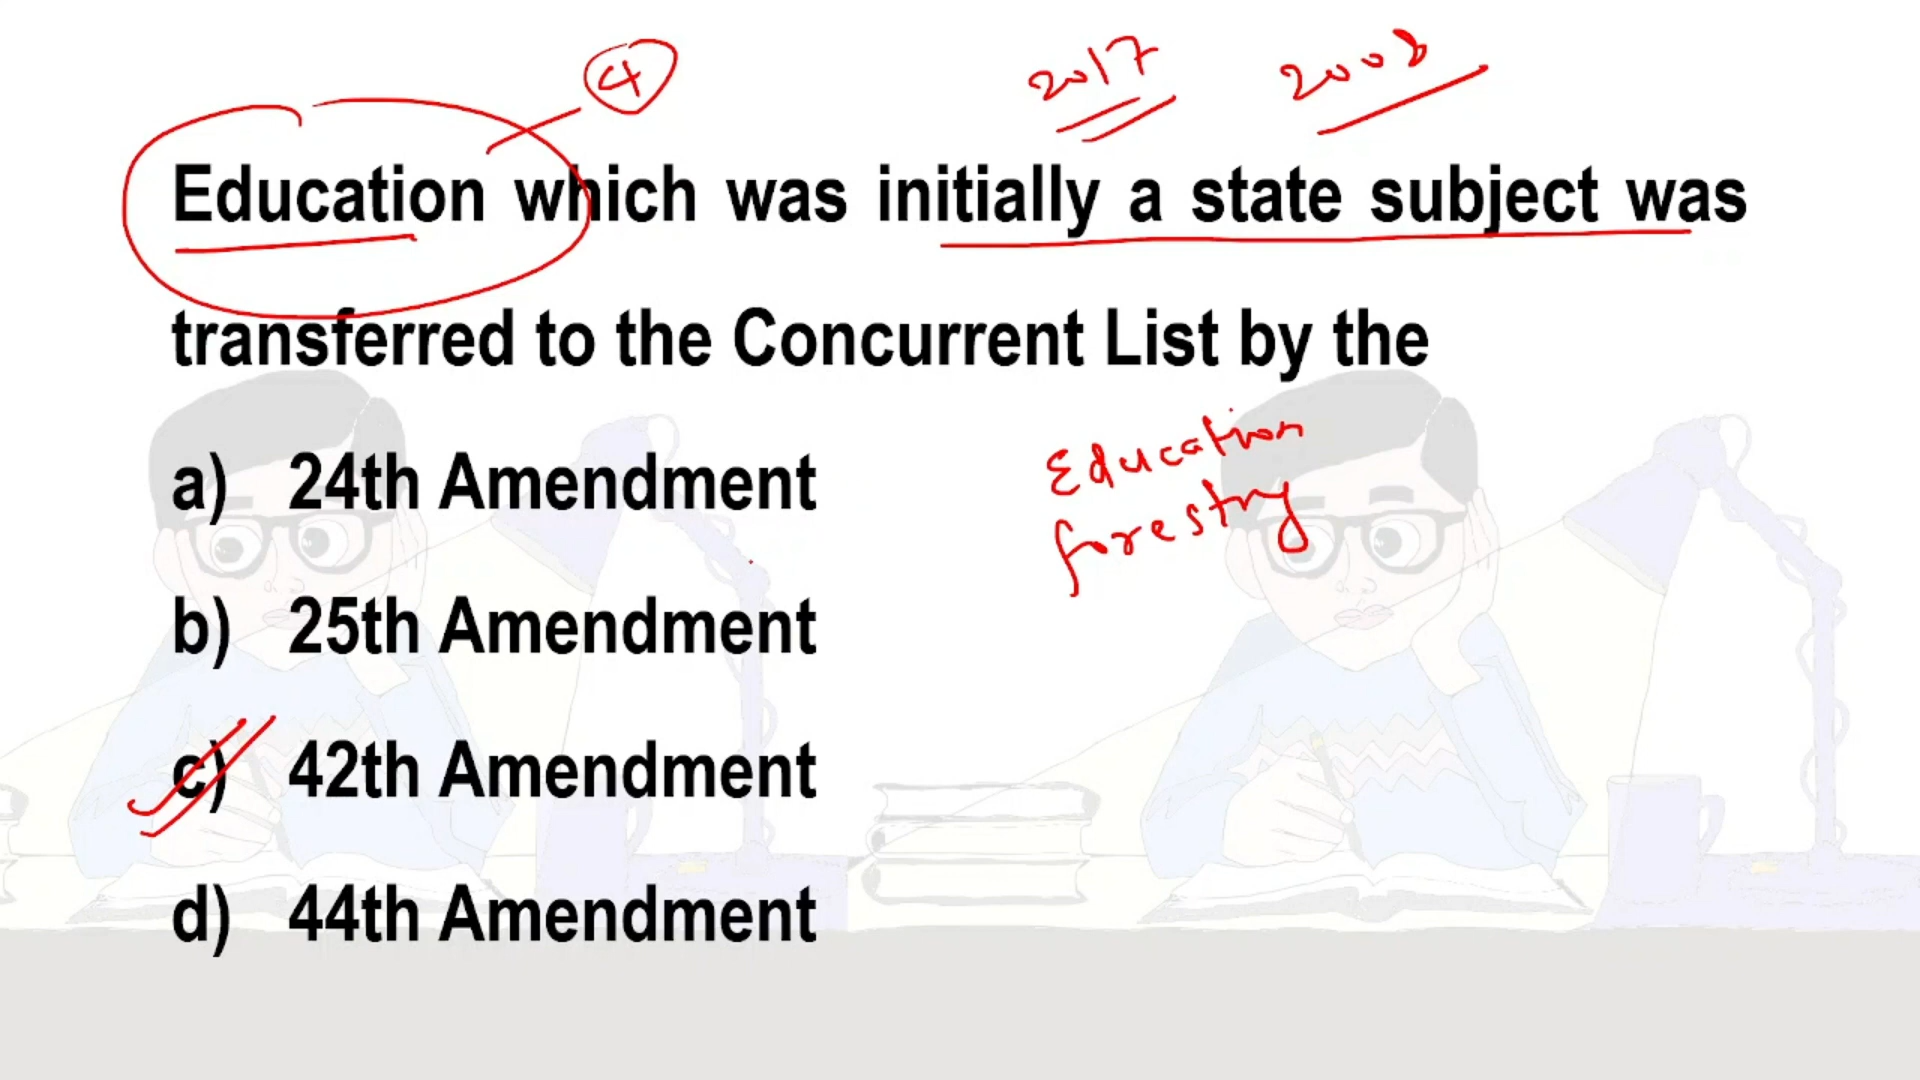 4
2017
2008
Education which was initially a state subject was
transferred to the Concurrent List by the
Education
forestry
a) 24th Amendment
b) 25th Amendment
c) 42th Amendment
d) 44th Amendment